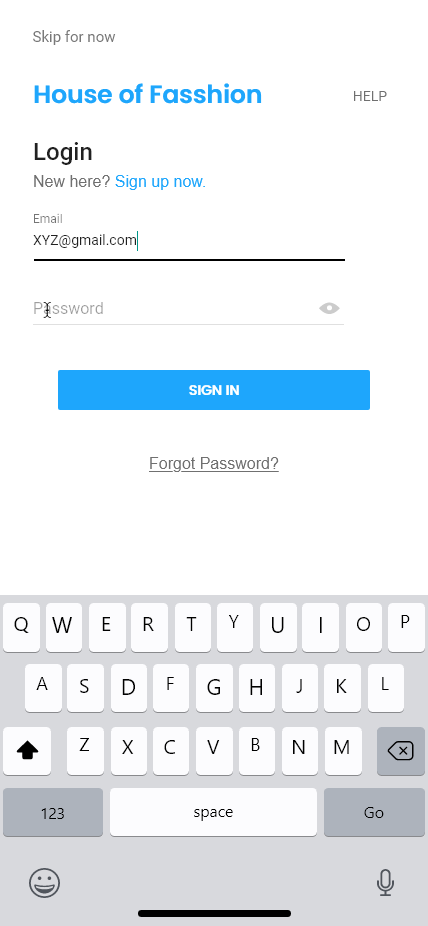 Skip for now
House of Fasshion
HELP
Login
New here? Sign up now.
Email
XYZ@gmail.com
Password
SIGN IN
Forgot Password?
Q W E R T Y U I O P
A S D F G H J K L
Z X C V B N M
123 space Go